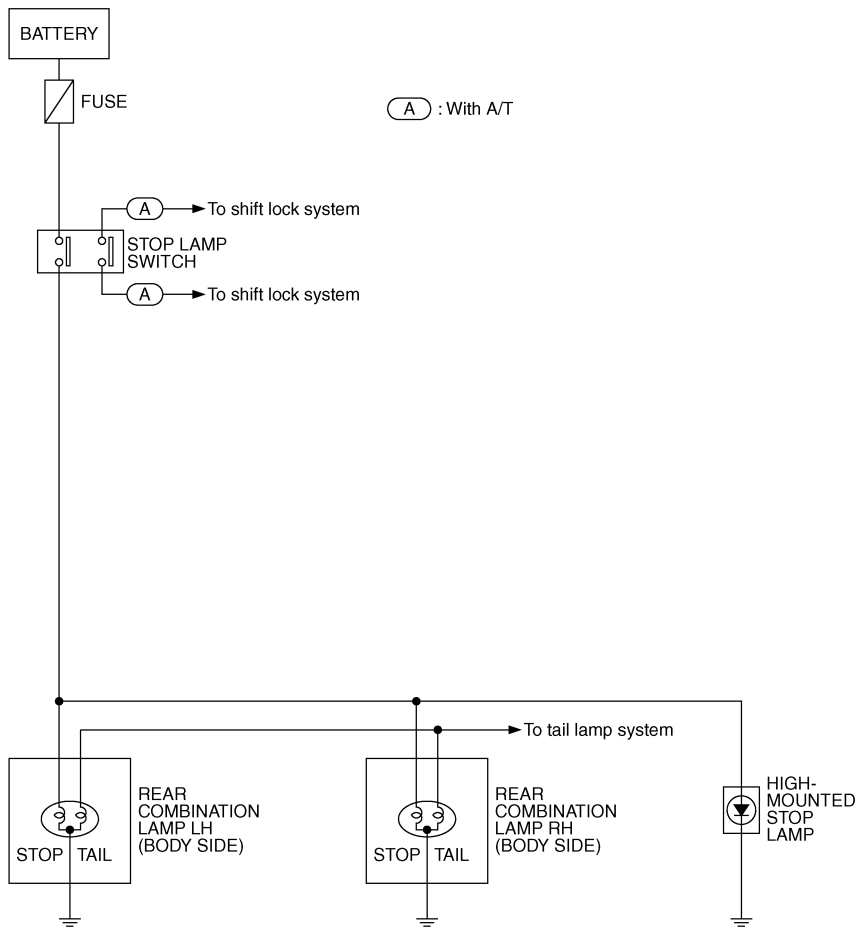 BATTERY
FUSE
A : With A/T
A To shift lock system
STOP LAMP
SWITCH
A To shift lock system
To tail lamp system
REAR
COMBINATION
LAMP LH
(BODY SIDE)
STOP TAIL
REAR
COMBINATION
LAMP RH
(BODY SIDE)
STOP TAIL
HIGH-
MOUNTED
STOP
LAMP